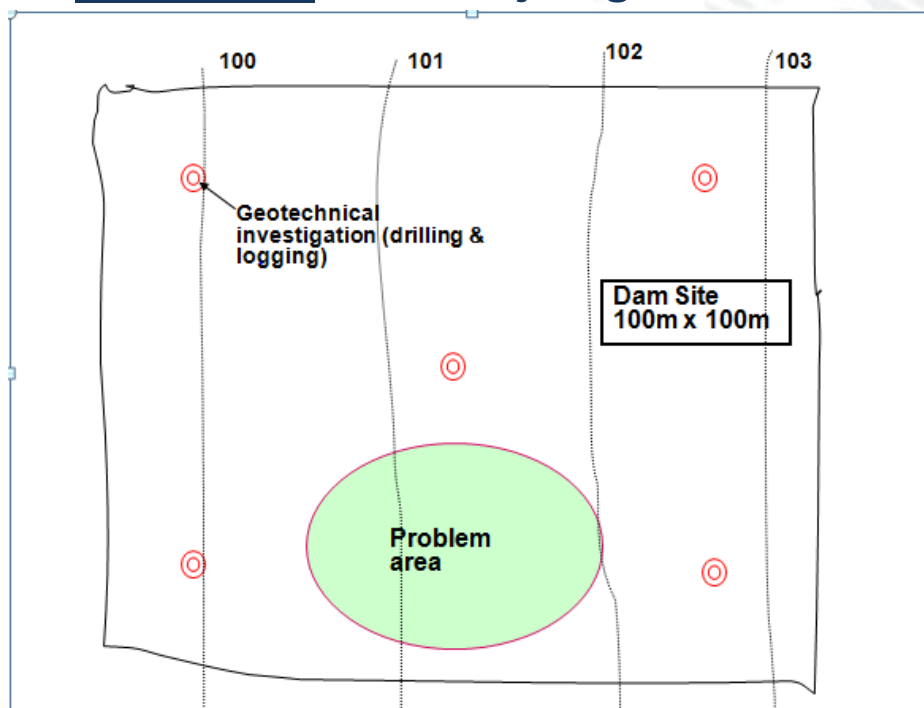 100
101
102
103
Geotechnical
investigation (drilling &
logging)
Dam Site
100m x 100m
Problem
area